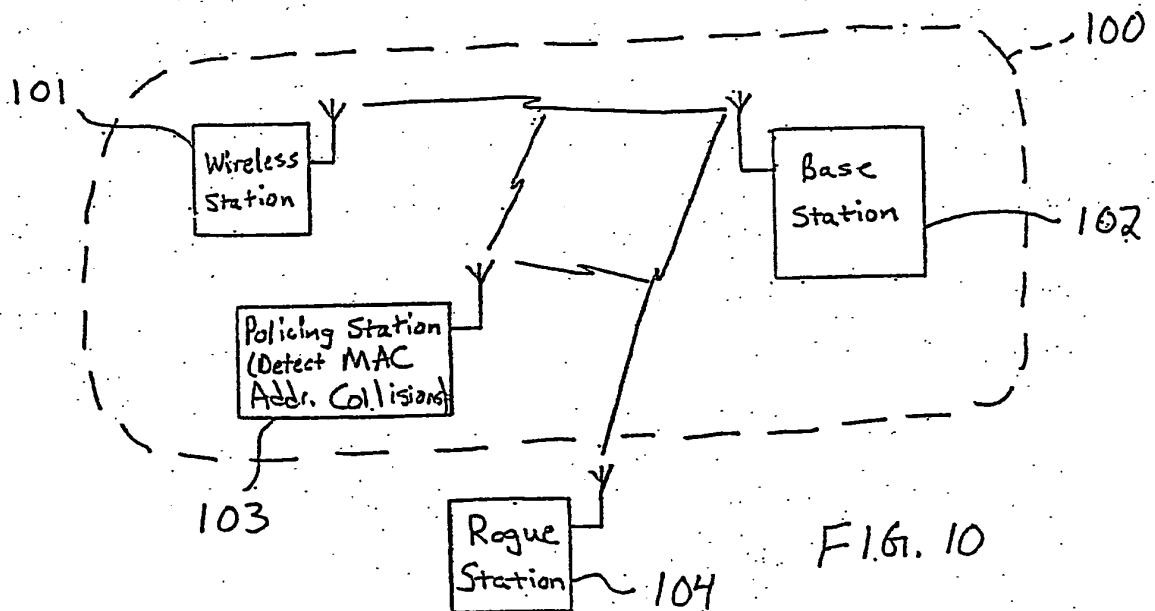 100
101
Wireless
Station
Base
Station
102
Policing Station
(Detect MAC
Addr. Collisions)
103
Rogue
Station
104
FIG. 10